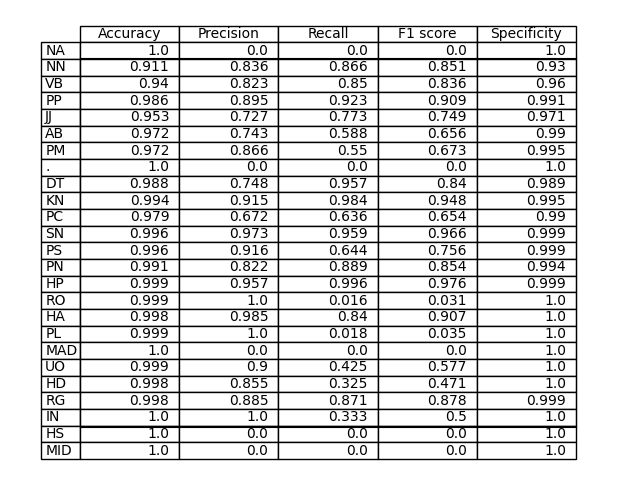 Accuracy Precision Recall F1 score Specificity
NA 1.0 0.0 0.0 0.0 1.0
NN 0.911 0.836 0.866 0.851 0.93
VB 0.94 0.823 0.85 0.836 0.96
PP 0.986 0.895 0.923 0.909 0.991
JJ 0.953 0.727 0.773 0.749 0.971
AB 0.972 0.743 0.588 0.656 0.99
PM 0.972 0.866 0.55 0.673 0.995
. 1.0 0.0 0.0 0.0 1.0
DT 0.988 0.748 0.957 0.84 0.989
KN 0.994 0.915 0.984 0.948 0.995
PC 0.979 0.672 0.636 0.654 0.99
SN 0.996 0.973 0.959 0.966 0.999
PS 0.996 0.916 0.644 0.756 0.999
PN 0.991 0.822 0.889 0.854 0.994
HP 0.999 0.957 0.996 0.976 0.999
RO 0.999 1.0 0.016 0.031 1.0
HA 0.998 0.985 0.84 0.907 1.0
PL 0.999 1.0 0.018 0.035 1.0
MAD 1.0 0.0 0.0 0.0 1.0
UO 0.999 0.9 0.425 0.577 1.0
HD 0.998 0.855 0.325 0.471 1.0
RG 0.998 0.885 0.871 0.878 0.999
IN 1.0 1.0 0.333 0.5 1.0
HS 1.0 0.0 0.0 0.0 1.0
MID 1.0 0.0 0.0 0.0 1.0